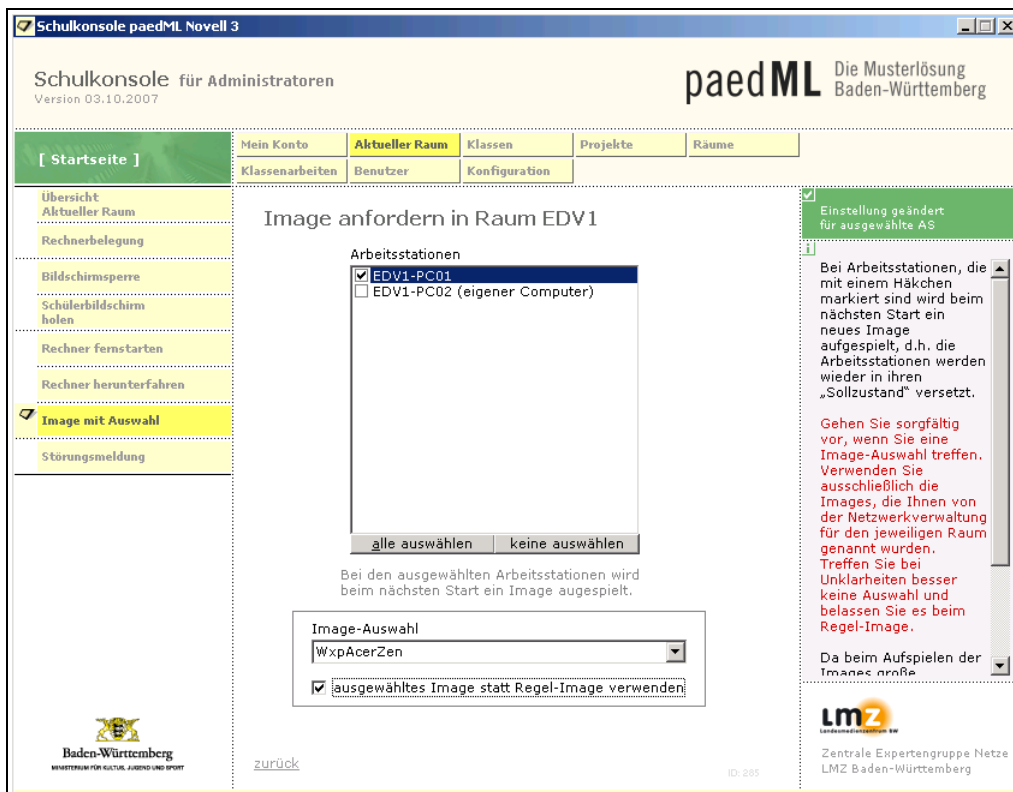 Schulkonsole paedML Novell 3
Schulkonsole für Administratoren
Version 03.10.2007
paedML Die Musterlösung
Baden-Württemberg
[ Startseite ]
Mein Konto
Aktueller Raum
Klassen
Projekte
Räume
Klassenarbeiten
Benutzer
Konfiguration
Übersicht
Aktueller Raum
Rechnerbelegung
Bildschirmsperre
Schülerbildschirm
holen
Rechner fernstarten
Rechner herunterfahren
Image mit Auswahl
Störungsmeldung
Baden-Württemberg
MINISTERIUM FÜR KULTUS, JUGEND UND SPORT
Image anfordern in Raum EDV1
Arbeitsstationen
EDV1-PC01
EDV1-PC02 (eigener Computer)
alle auswählen
keine auswählen
Bei den ausgewählten Arbeitsstationen wird
beim nächsten Start ein Image augespielt.
Image-Auswahl
WxpAcerZen
ausgewähltes Image statt Regel-Image verwenden
zurück
ID: 285
Einstellung geändert
für ausgewählte AS
Bei Arbeitsstationen, die
mit einem Häkchen
markiert sind wird beim
nächsten Start ein
neues Image
aufgespielt, d.h. die
Arbeitsstationen werden
wieder in ihren
„Sollzustand" versetzt.
Gehen Sie sorgfältig
vor, wenn Sie eine
Image-Auswahl treffen.
Verwenden Sie
ausschließlich die
Images, die Ihnen von
der Netzwerkverwaltung
für den jeweiligen Raum
genannt wurden.
Treffen Sie bei
Unklarheiten besser
keine Auswahl und
belassen Sie es beim
Regel-Image.
Da beim Aufspielen der
Images große
LMZ
Landesmedienzentrum BW
Zentrale Expertengruppe Netze
LMZ Baden-Württemberg